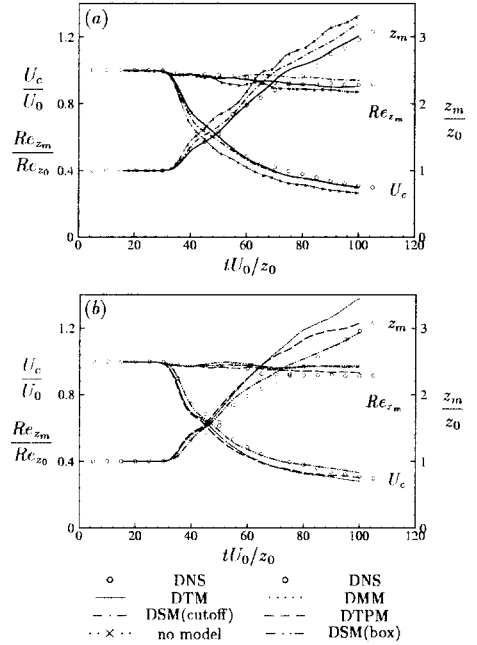 (a)
1.2
0.8
0.4
0
U_c/U_0
Re_{z_m}/Re_{z_0}
3
2
1
0
z_m
Re_{z_m}
U_c
z_m/z_0
0 20 40 60 80 100 120
tU_0/z_0
(b)
1.2
0.8
0.4
0
U_c/U_0
Re_{z_m}/Re_{z_0}
3
2
1
0
z_m
Re_{z_m}
U_c
z_m/z_0
0 20 40 60 80 100 120
tU_0/z_0
DNS DNS
DTM DMM
DSM(cutoff) DTPM
no model DSM(box)